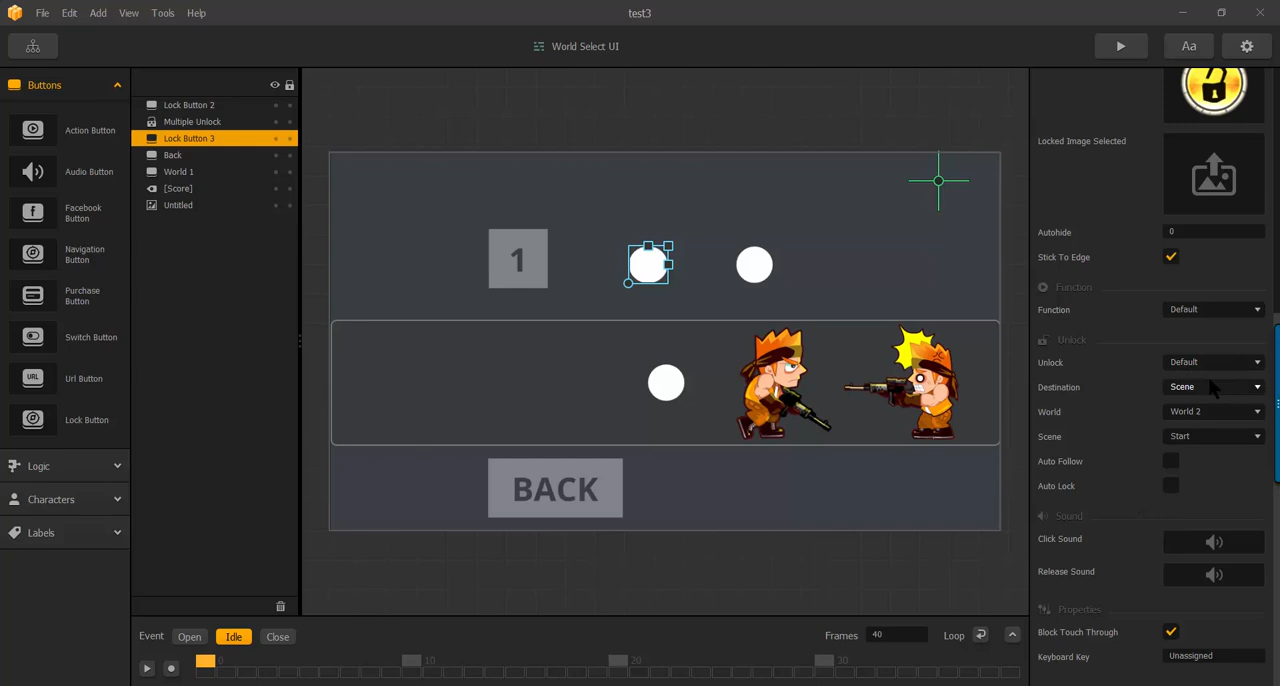 File Edit Add View Tools Help
test3
World Select UI
Aa
Buttons
Action Button
Audio Button
Facebook
Button
Navigation
Button
Purchase
Button
Switch Button
URL
Url Button
Lock Button
Logic
Characters
Labels
Lock Button 2
Multiple Unlock
Lock Button 3
Back
World 1
[Score]
Untitled
1
BACK
Locked Image Selected
Autohide 0
Stick To Edge
Function
Function Default
Unlock
Unlock Default
Destination Scene
World World 2
Scene Start
Auto Follow
Auto Lock
Sound
Click Sound
Release Sound
Properties
Block Touch Through
Keyboard Key Unassigned
Event Open Idle Close
Frames 40 Loop
0 10 20 30